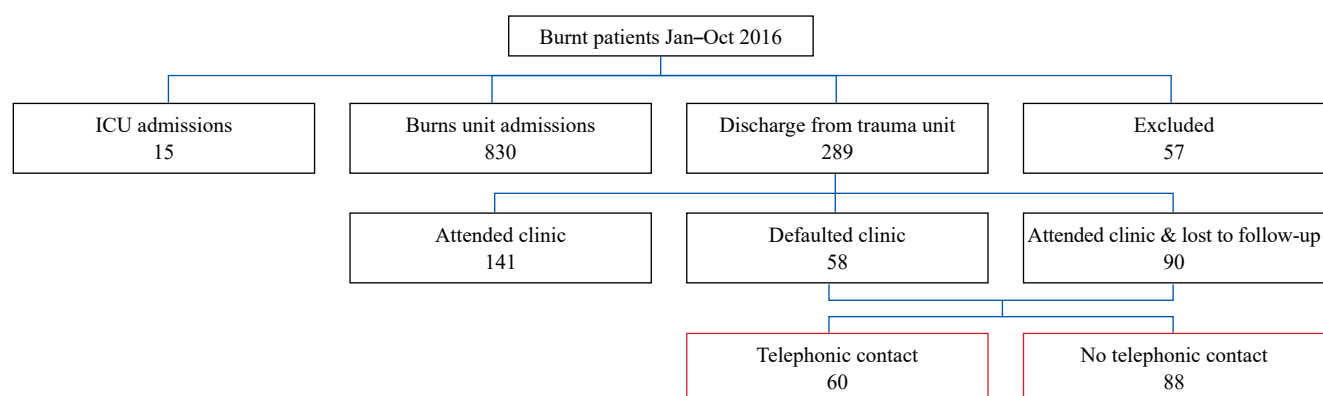 Burnt patients Jan–Oct 2016
ICU admissions
15
Burns unit admissions
830
Discharge from trauma unit
289
Excluded
57
Attended clinic
141
Defaulted clinic
58
Attended clinic & lost to follow-up
90
Telephonic contact
60
No telephonic contact
88